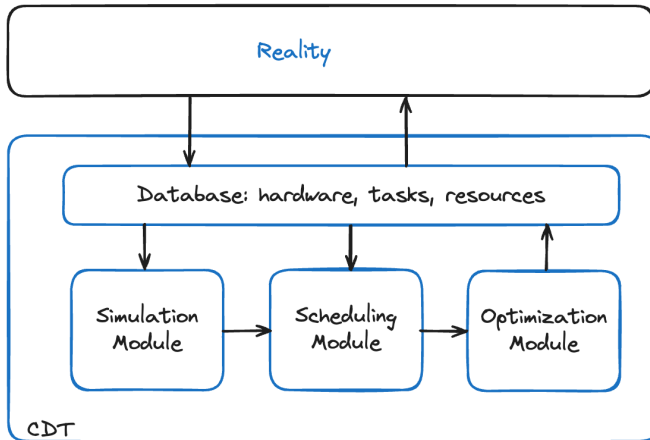 Reality
Database: hardware, tasks, resources
Simulation
Module
Scheduling
Module
Optimization
Module
CDT